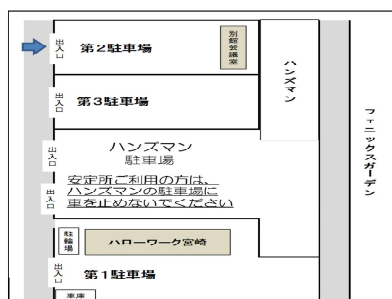 出入口
第２駐車場
別館会議室
ハンズマン
フェニックスガーデン
出入口
第３駐車場
出入口
ハンズマン
駐車場
安定所ご利用の方は、
ハンズマンの駐車場に
車を止めないでください
出入口
駐輪場
ハローワーク宮崎
出入口
第１駐車場
車庫